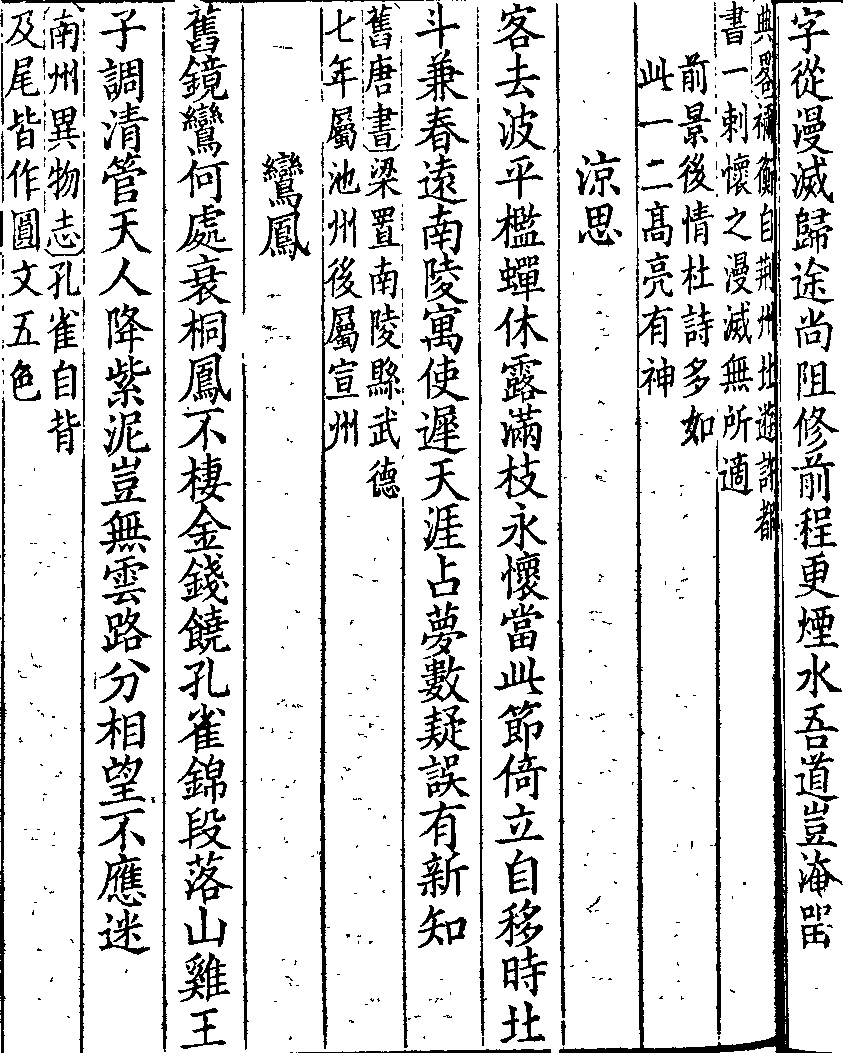 字從漫滅歸途尚阻修前程更煙水吾道豈淹留
典略禰衡自荆州北遊許都
書一刺懷之漫滅無所適
前景後情杜詩多如
此一二高亮有神
涼思
客去波平檻蟬休露滿枝永懷當此節倚立自移時北
斗兼春遠南陵寓使遲天涯占夢數疑誤有新知
舊唐書梁置南陵縣武德
七年屬池州後屬宣州
鸞鳳
舊鏡鸞何處衰桐鳳不棲金錢饒孔雀錦段落山雞王
子調清管天人降紫泥豈無雲路分相望不應迷
南州異物志孔雀自背
及尾皆作圓文五色